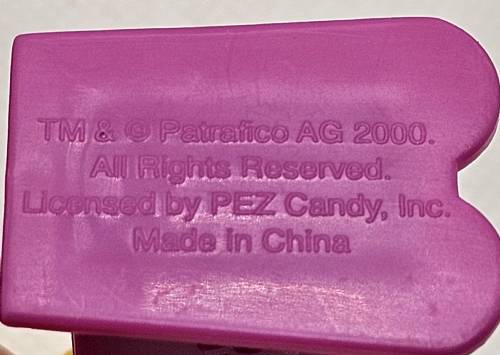 TM & © Patrafico AG 2000.
All Rights Reserved.
Licensed by PEZ Candy, Inc.
Made in China